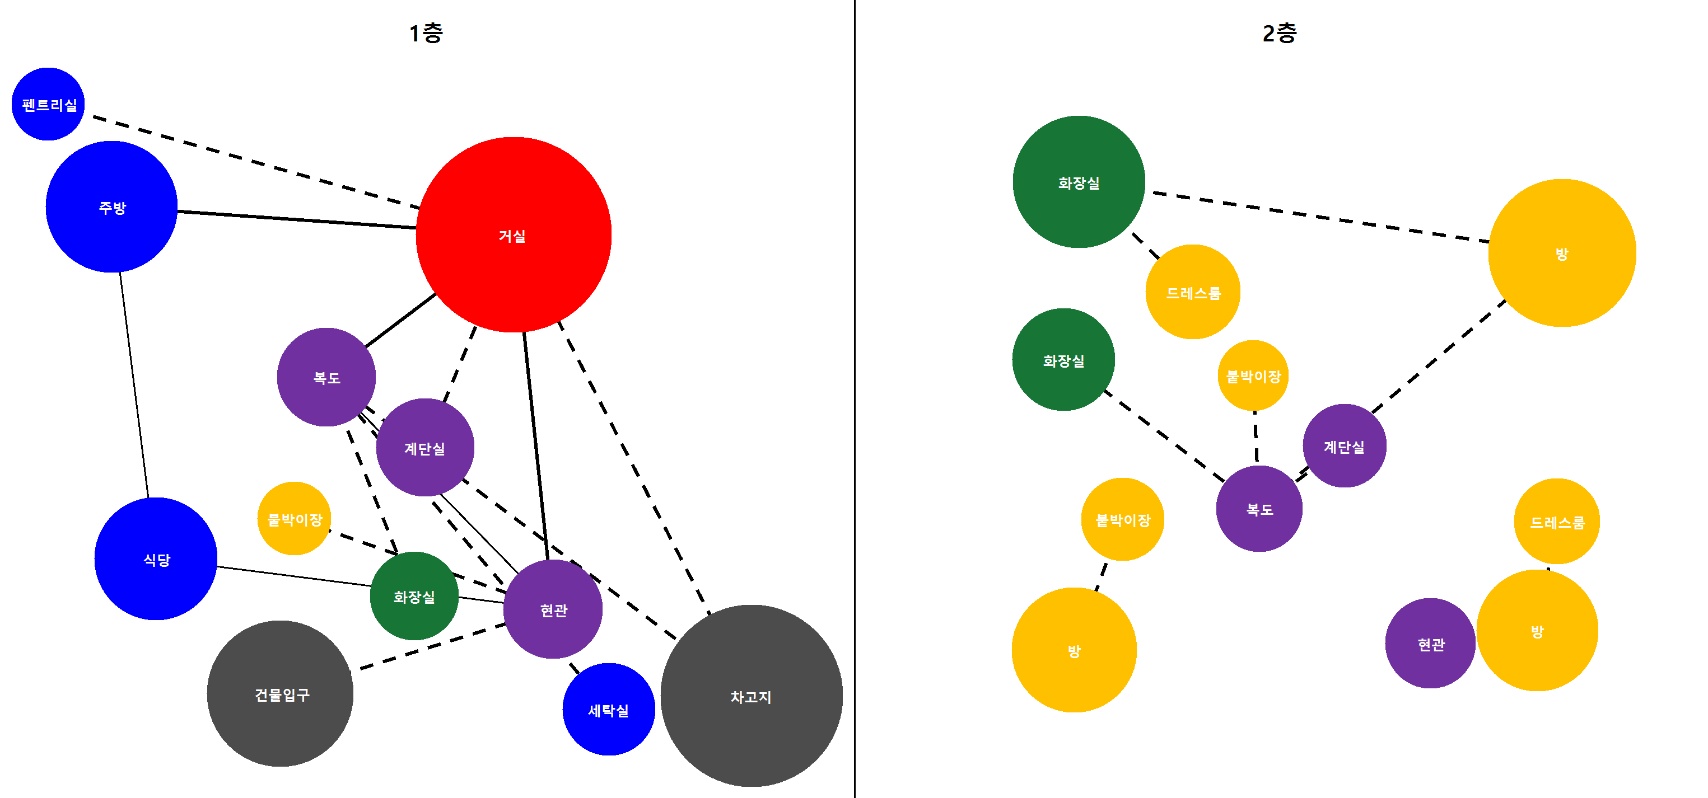 1층
펜트리실
주방
거실
복도
계단실
붙박이장
식당
화장실
현관
건물입구
세탁실
차고지
2층
화장실
방
드레스룸
화장실
붙박이장
계단실
복도
붙박이장
드레스룸
방
현관
방